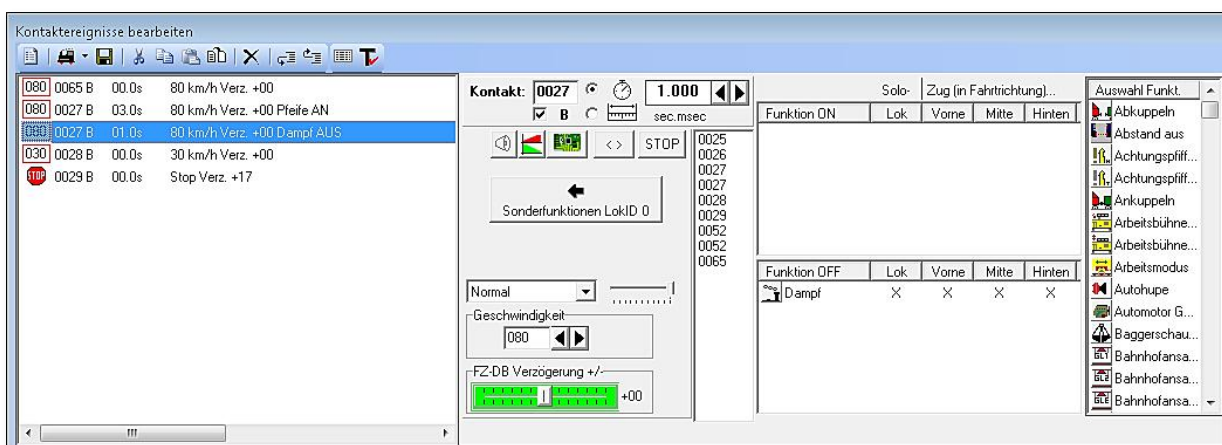 Kontaktereignisse bearbeiten
080 0065 B 00.0s 80 km/h Verz. +00
080 0027 B 03.0s 80 km/h Verz. +00 Pfeife AN
080 0027 B 01.0s 80 km/h Verz. +00 Dampf AUS
030 0028 B 00.0s 30 km/h Verz. +00
STOP 0029 B 00.0s Stop Verz. +17
Kontakt: 0027 1.000
B sec.msec
<> STOP
Sonderfunktionen LokID 0
Normal
Geschwindigkeit
080
FZ-DB Verzögerung +/-
+00
0025
0026
0027
0027
0028
0029
0052
0052
0065
Solo- Zug (in Fahrtrichtung)...
Funktion ON Lok Vorne Mitte Hinten
Funktion OFF Lok Vorne Mitte Hinten
Dampf X X X X
Auswahl Funkt.
Abkuppeln
Abstand aus
Achtungspfiff...
Achtungspfiff...
Ankuppeln
Arbeitsbühne...
Arbeitsbühne...
Arbeitsmodus
Autohupe
Automotor G...
Baggerschau...
Bahnhofansa...
Bahnhofansa...
Bahnhofansa...